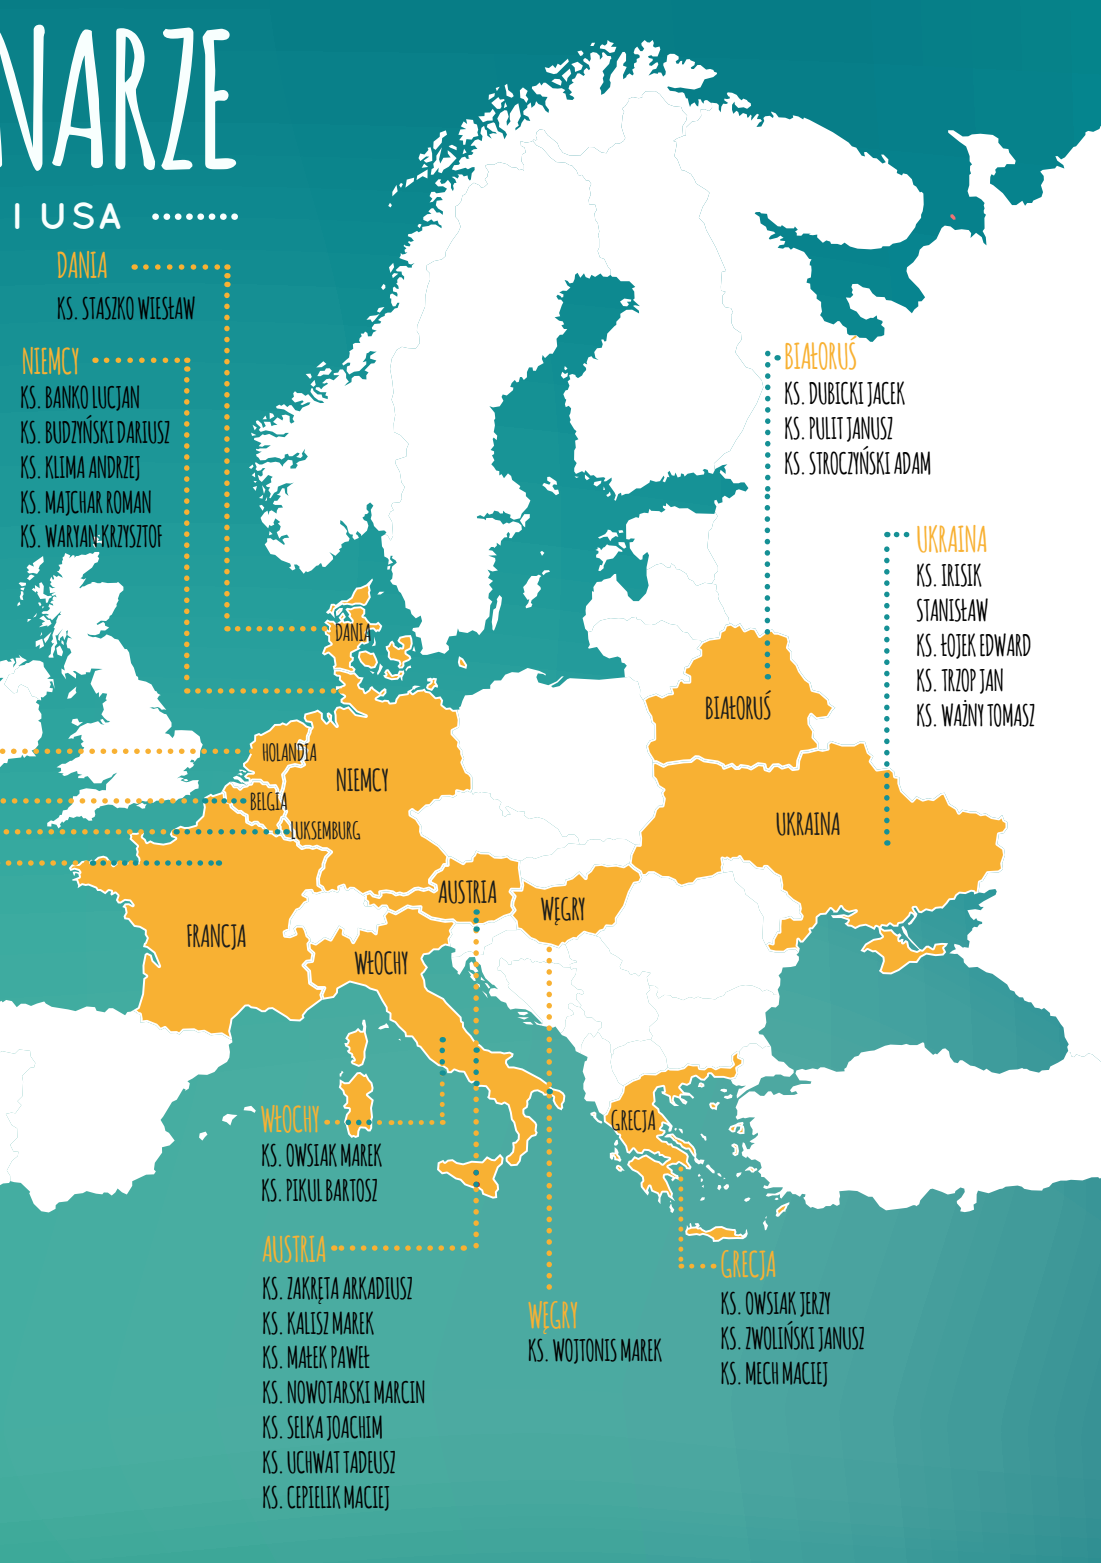 NARZE
I USA
DANIA
KS. STASZKO WIESŁAW
NIEMCY
KS. BANKO LUCJAN
KS. BUDZYŃSKI DARIUSZ
KS. KLIMA ANDRZEJ
KS. MAJCHAR ROMAN
KS. WARYAN KRZYSZTOF
BIAŁORUŚ
KS. DUBICKI JACEK
KS. PULIT JANUSZ
KS. STROCZYŃSKI ADAM
UKRAINA
KS. IRISIK
STANISŁAW
KS. ŁOJEK EDWARD
KS. TRZOP JAN
KS. WAŻNY TOMASZ
DANIA
BIAŁORUŚ
HOLANDIA
NIEMCY
BELGIA
LUKSEMBURG
UKRAINA
AUSTRIA
WĘGRY
FRANCJA
WŁOCHY
GRECJA
WŁOCHY
KS. OWSIAK MAREK
KS. PIKUL BARTOSZ
AUSTRIA
KS. ZAKRĘTA ARKADIUSZ
KS. KALISZ MAREK
KS. MAŁEK PAWEŁ
KS. NOWOTARSKI MARCIN
KS. SELKA JOACHIM
KS. UCHWAT TADEUSZ
KS. CEPIELIK MACIEJ
WĘGRY
KS. WOJTONIS MAREK
GRECJA
KS. OWSIAK JERZY
KS. ZWOLIŃSKI JANUSZ
KS. MECH MACIEJ